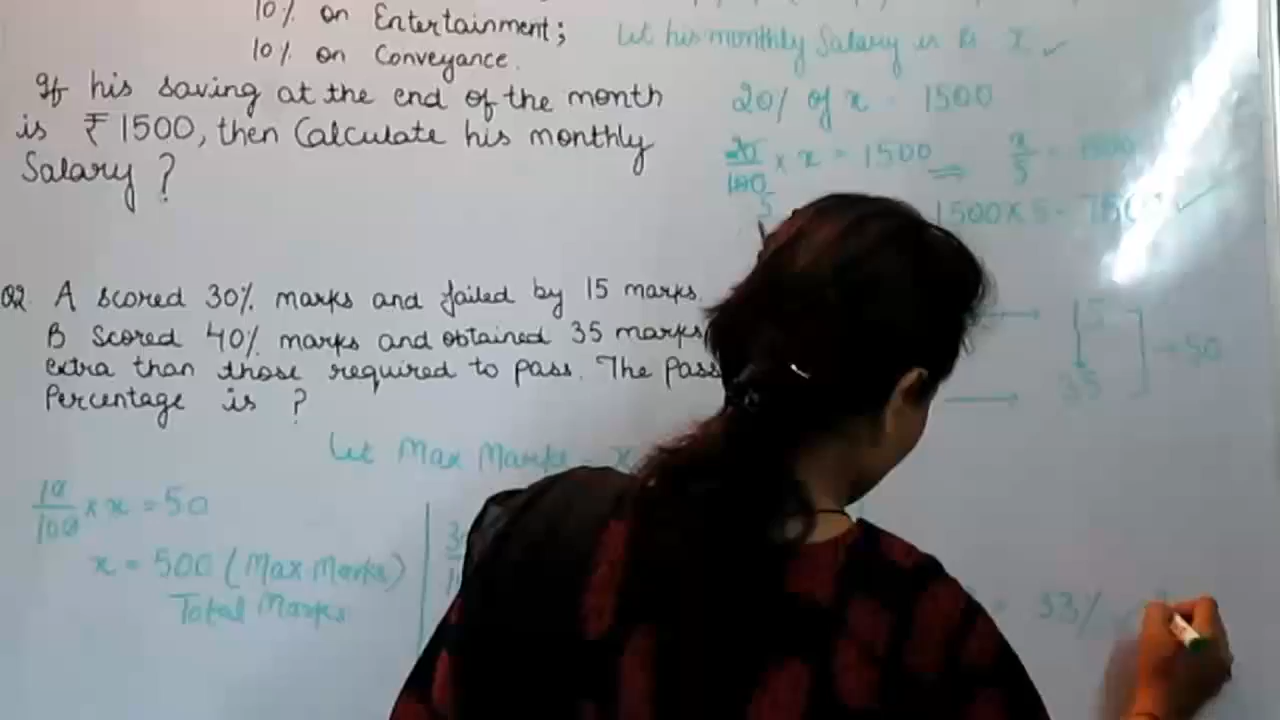 10% on Entertainment;
10% on Conveyance.
If his saving at the end of the month
is ₹ 1500, then Calculate his monthly
Salary ?
Let his monthly Salary is Rs x ✓
20% of x = 1500
20/100 × x = 1500 = x/5 = 1500
5
1500 × 5 = 750 ✓
Q2. A scored 30% marks and failed by 15 marks.
B scored 40% marks and obtained 35 marks
extra than those required to pass. The Pass
Percentage is ?
→ 15
→ 50
→ 35
Let Max Marks = x
10/100 × x = 50
x = 500 (Max Marks)
Total Marks
= 33%